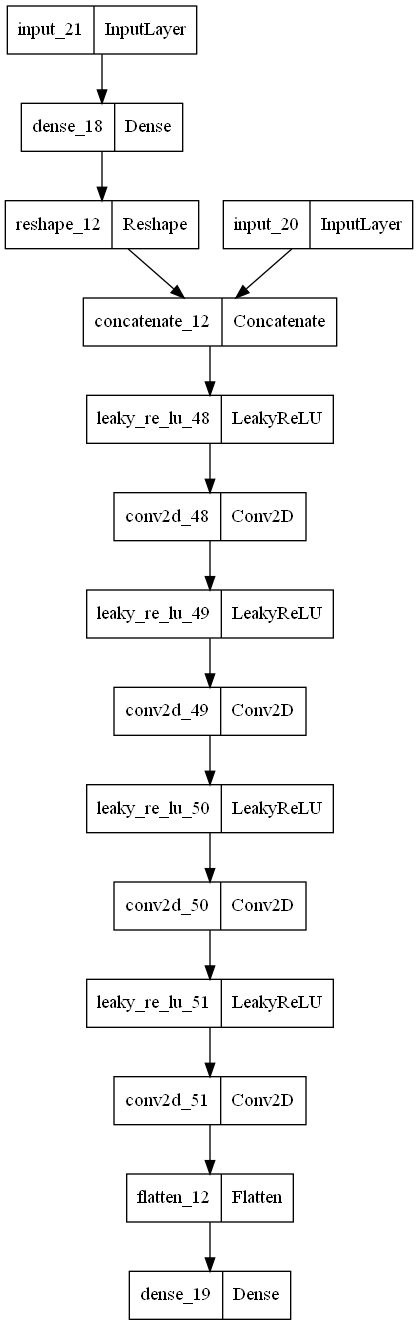 input_21 InputLayer
dense_18 Dense
reshape_12 Reshape input_20 InputLayer
concatenate_12 Concatenate
leaky_re_lu_48 LeakyReLU
conv2d_48 Conv2D
leaky_re_lu_49 LeakyReLU
conv2d_49 Conv2D
leaky_re_lu_50 LeakyReLU
conv2d_50 Conv2D
leaky_re_lu_51 LeakyReLU
conv2d_51 Conv2D
flatten_12 Flatten
dense_19 Dense